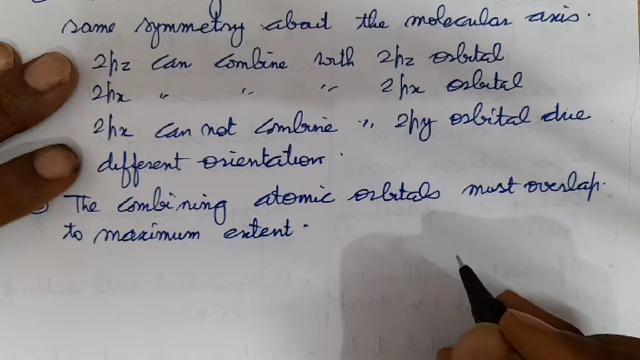 same symmetry about the molecular axis.
2pz can combine with 2pz orbital
2px " " " 2px orbital
2px can not combine " 2py orbital due
different orientation.
The combining atomic orbitals must overlap.
to maximum extent.